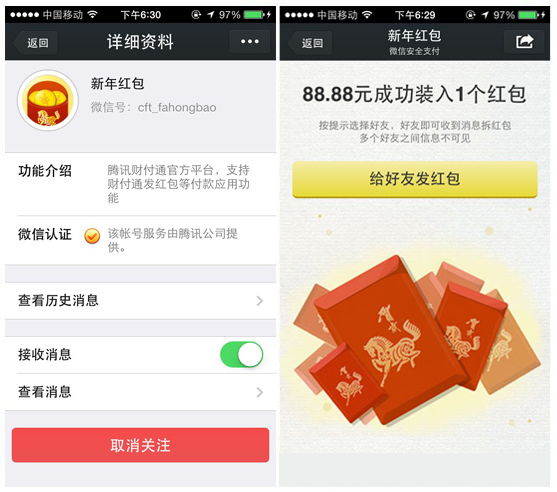 中国移动 下午6:30 97%
返回 详细资料
新年红包
微信号：cft_fahongbao
功能介绍 腾讯财付通官方平台，支持
财付通发红包等付款应用功
能
微信认证 该帐号服务由腾讯公司提
供。
查看历史消息
接收消息
查看消息
取消关注
中国移动 下午6:29 97%
返回 新年红包
微信安全支付
88.88元成功装入1个红包
按提示选择好友，好友即可收到消息拆红包
多个好友之间信息不可见
给好友发红包